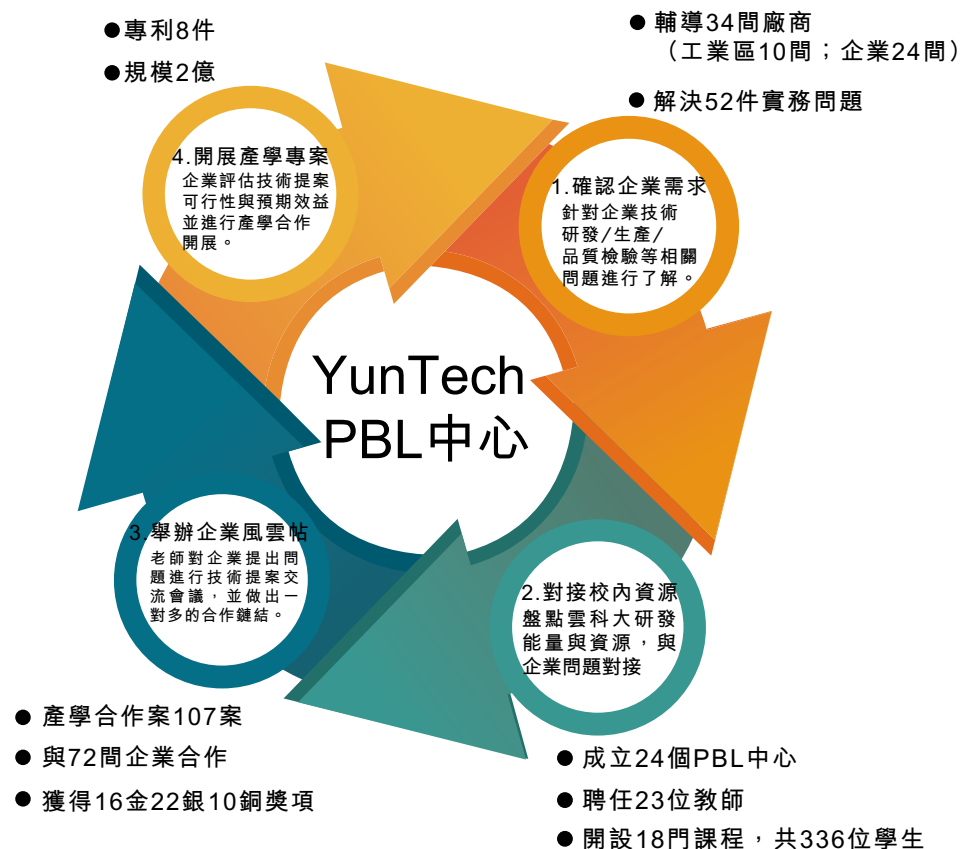 ●專利8件
●規模2億
●輔導34間廠商
（工業區10間；企業24間）
●解決52件實務問題
4.開展產學專案
企業評估技術提案
可行性與預期效益
並進行產學合作
開展。
1.確認企業需求
針對企業技術
研發/生產/
品質檢驗等相關
問題進行了解。
YunTech
PBL中心
3.舉辦企業風雲帖
老師對企業提出問
題進行技術提案交
流會議，並做出一
對多的合作鏈結。
2.對接校內資源
盤點雲科大研發
能量與資源，與
企業問題對接
●產學合作案107案
●與72間企業合作
●獲得16金22銀10銅獎項
●成立24個PBL中心
●聘任23位教師
●開設18門課程，共336位學生